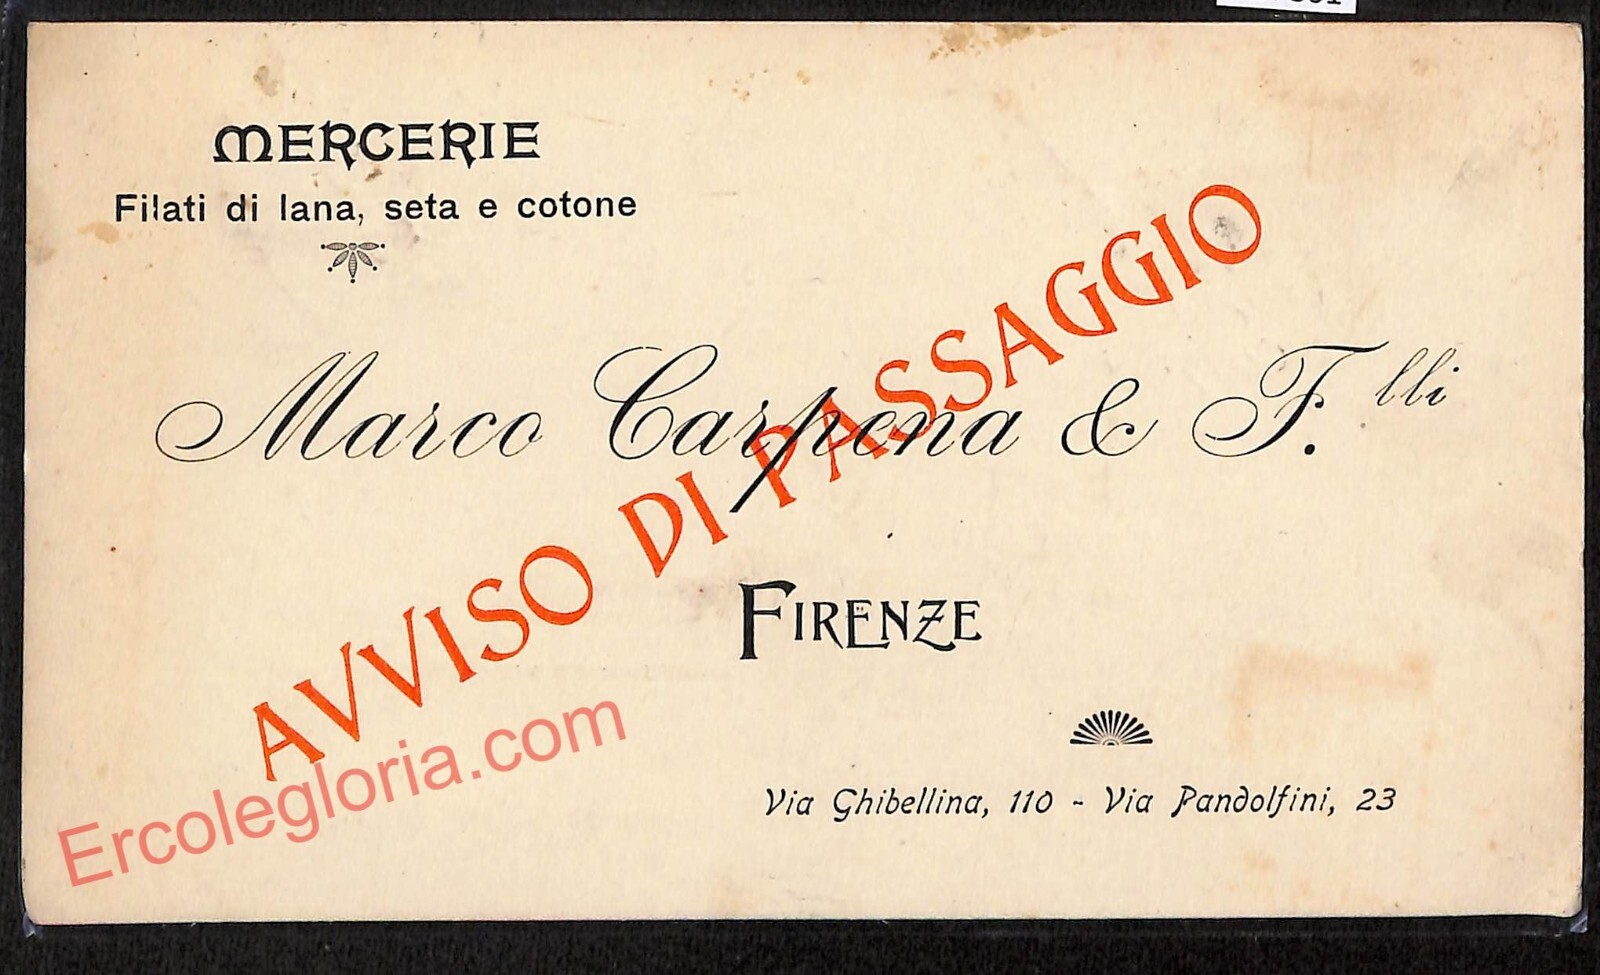 MERCERIE
Filati di lana, seta e cotone
Marco Carpena & F.lli
AVVISO DI PASSAGGIO
FIRENZE
Via Ghibellina, 110 - Via Pandolfini, 23
Ercolegloria.com